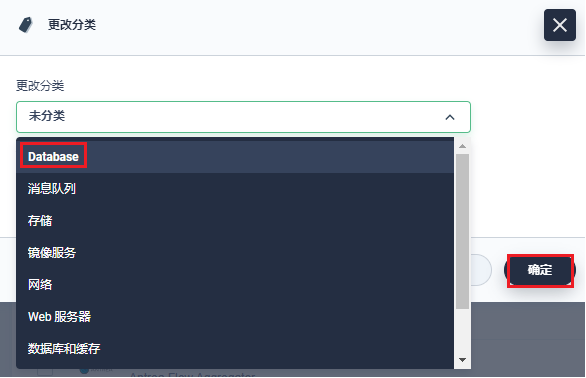 更改分类
更改分类
未分类
Database
消息队列
存储
镜像服务
确定
网络
Web 服务器
数据库和缓存